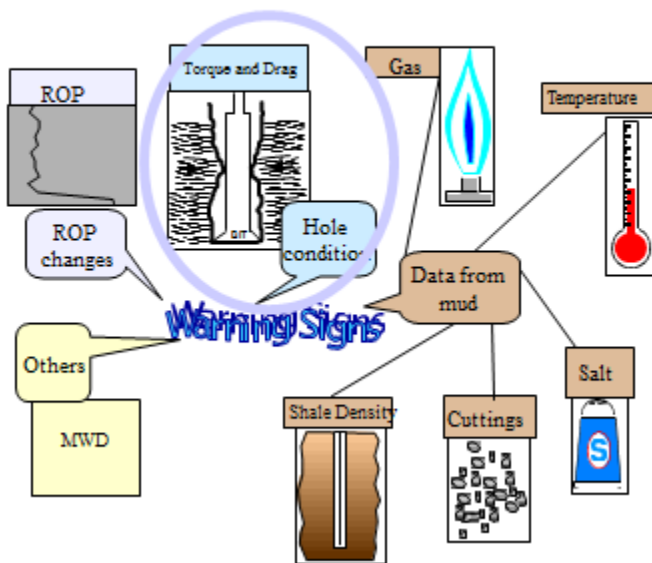 Torque and Drag
Gas
ROP
Temperature
BIT
ROP
changes
Hole
condition
Data from
mud
Warning Signs
Others
Salt
Shale Density
Cuttings
MWD
S